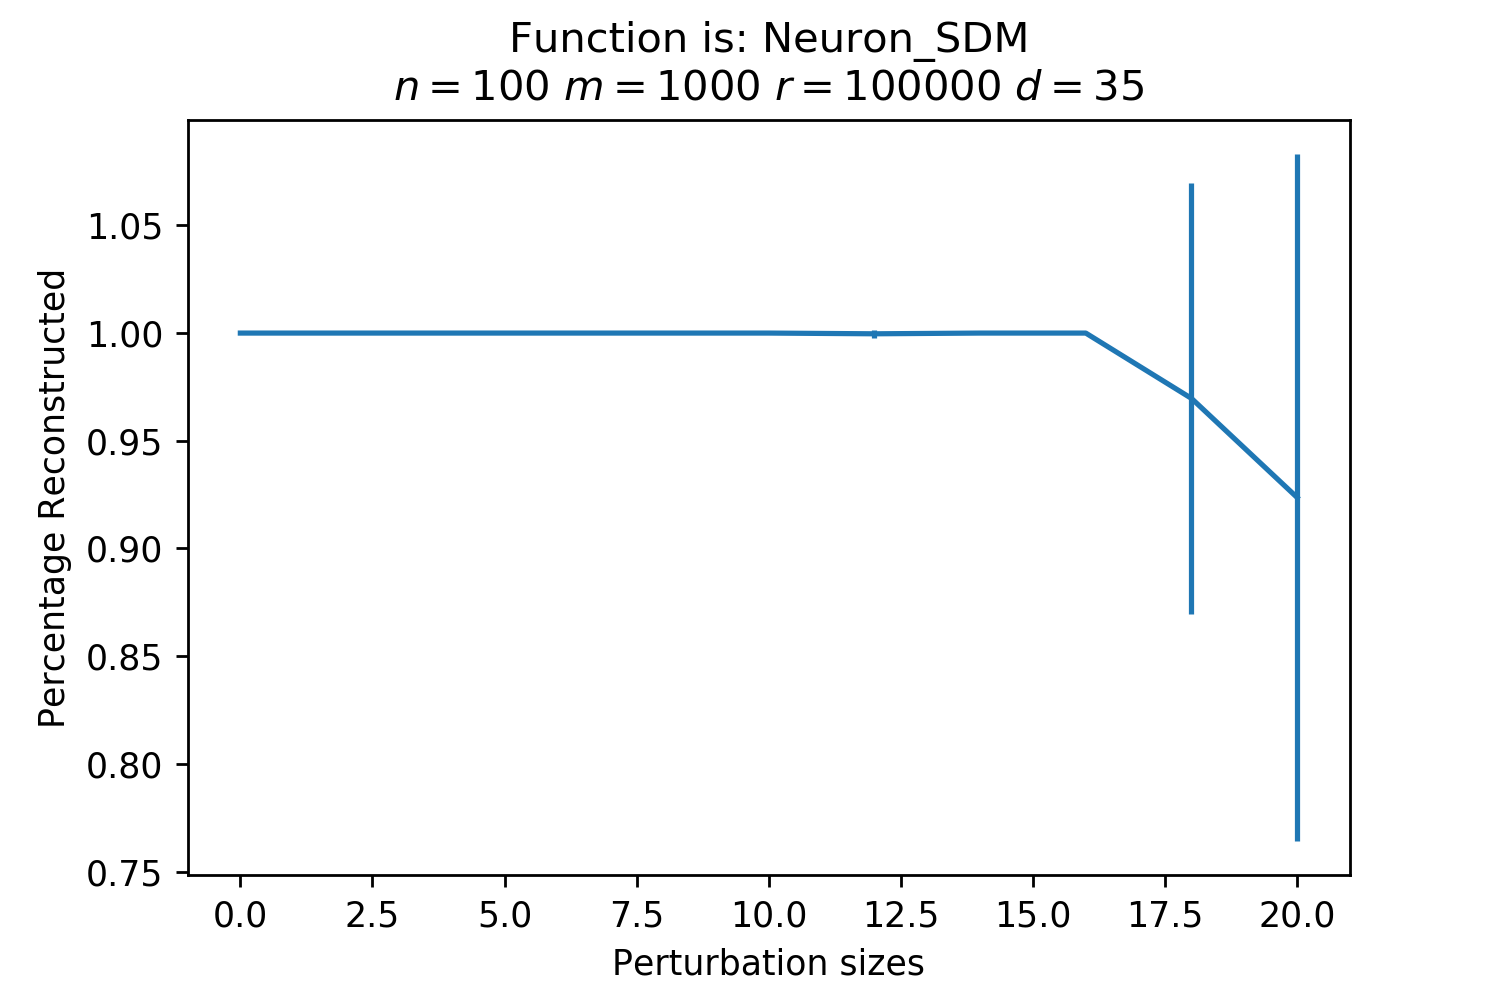 Function is: Neuron_SDM
n = 100 m = 1000 r = 100000 d = 35
1.05
1.00
0.95
0.90
0.85
0.80
0.75
Percentage Reconstructed
0.0 2.5 5.0 7.5 10.0 12.5 15.0 17.5 20.0
Perturbation sizes